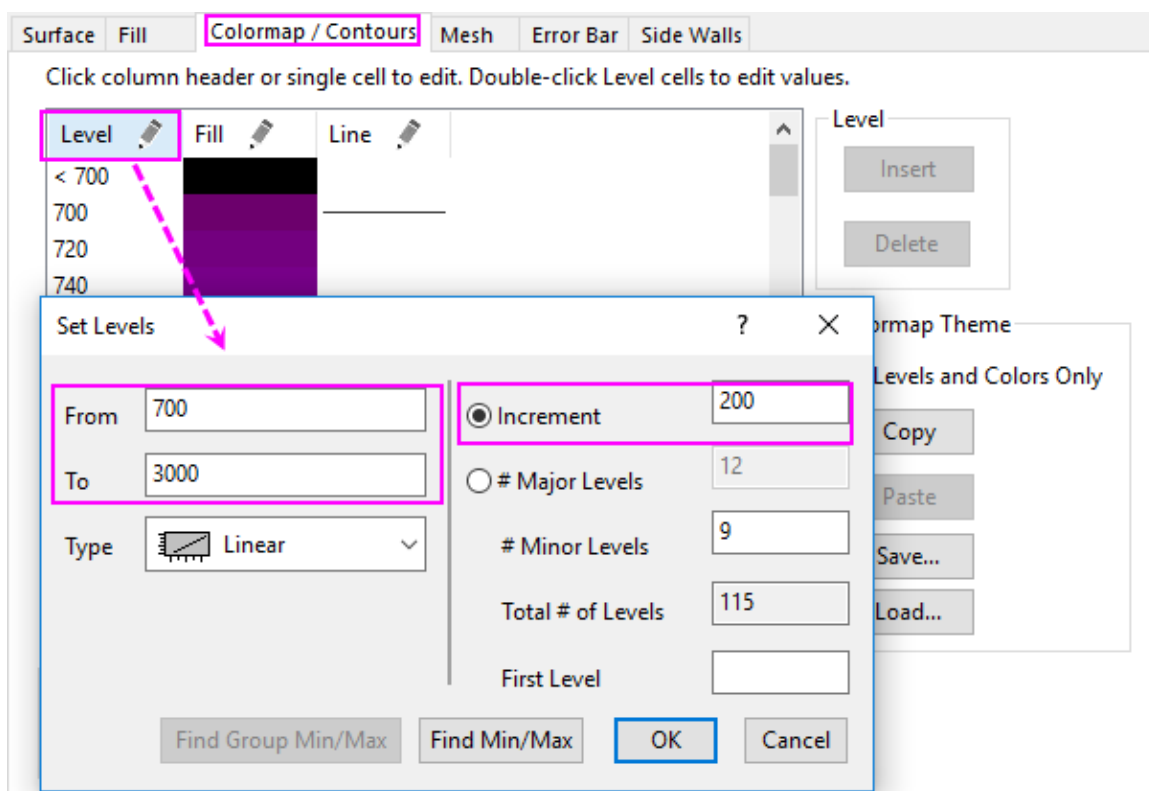 Surface Fill Colormap / Contours Mesh Error Bar Side Walls
Click column header or single cell to edit. Double-click Level cells to edit values.
Level Fill Line
< 700
700
720
740
Level
Insert
Delete
Set Levels ? ×
From 700
To 3000
Type Linear
Increment 200
# Major Levels 12
# Minor Levels 9
Total # of Levels 115
First Level
Find Group Min/Max Find Min/Max OK Cancel
ormap Theme
Levels and Colors Only
Copy
Paste
Save...
Load...